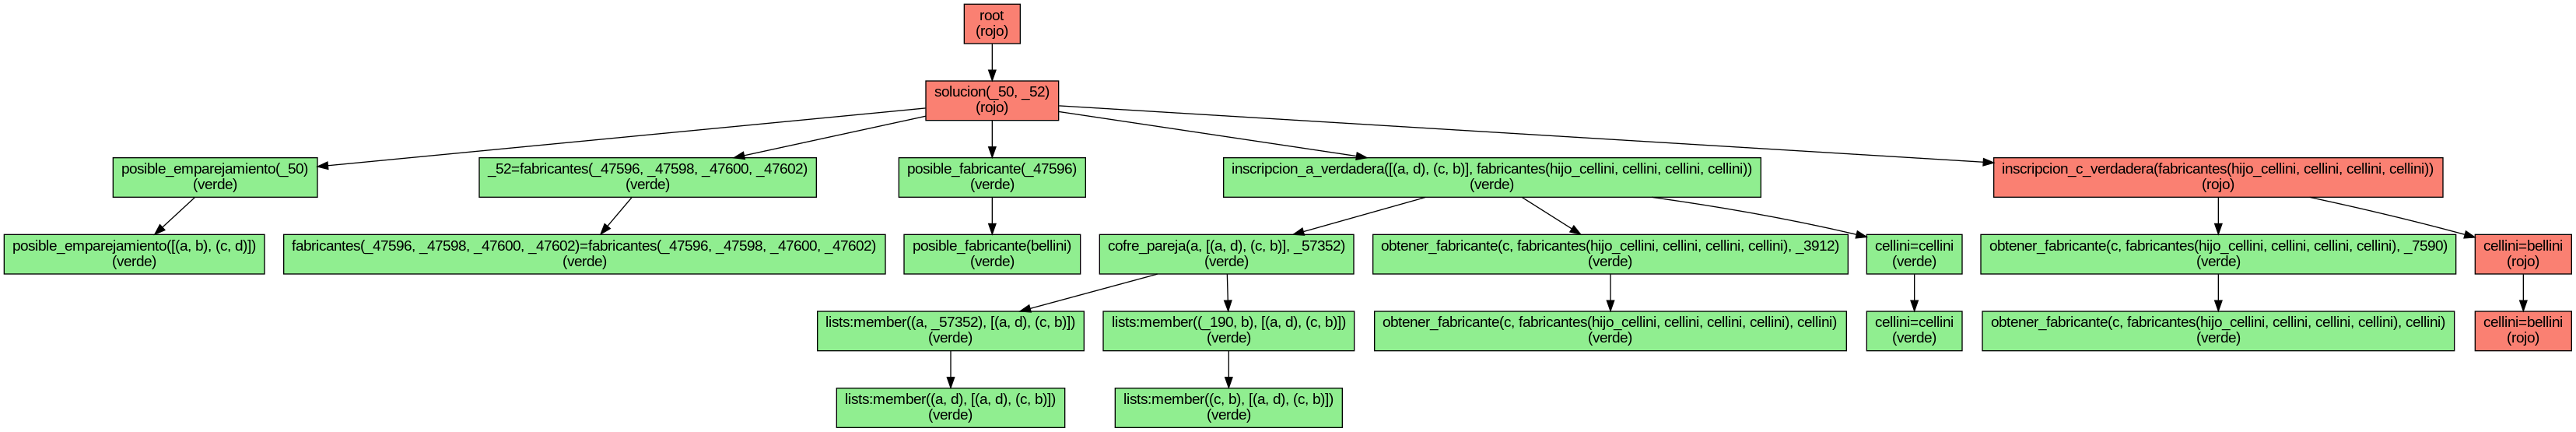 root
(rojo)
solucion(_50, _52)
(rojo)
posible_emparejamiento(_50)
(verde)
_52=fabricantes(_47596, _47598, _47600, _47602)
(verde)
posible_fabricante(_47596)
(verde)
inscripcion_a_verdadera([(a, d), (c, b)], fabricantes(hijo_cellini, cellini, cellini, cellini))
(verde)
inscripcion_c_verdadera(fabricantes(hijo_cellini, cellini, cellini, cellini))
(rojo)
posible_emparejamiento([(a, b), (c, d)])
(verde)
fabricantes(_47596, _47598, _47600, _47602)=fabricantes(_47596, _47598, _47600, _47602)
(verde)
posible_fabricante(bellini)
(verde)
cofre_pareja(a, [(a, d), (c, b)], _57352)
(verde)
obtener_fabricante(c, fabricantes(hijo_cellini, cellini, cellini, cellini), _3912)
(verde)
cellini=cellini
(verde)
obtener_fabricante(c, fabricantes(hijo_cellini, cellini, cellini, cellini), _7590)
(verde)
cellini=bellini
(rojo)
lists:member((a, _57352), [(a, d), (c, b)])
(verde)
lists:member((_190, b), [(a, d), (c, b)])
(verde)
obtener_fabricante(c, fabricantes(hijo_cellini, cellini, cellini, cellini), cellini)
(verde)
cellini=cellini
(verde)
obtener_fabricante(c, fabricantes(hijo_cellini, cellini, cellini, cellini), cellini)
(verde)
cellini=bellini
(rojo)
lists:member((a, d), [(a, d), (c, b)])
(verde)
lists:member((c, b), [(a, d), (c, b)])
(verde)